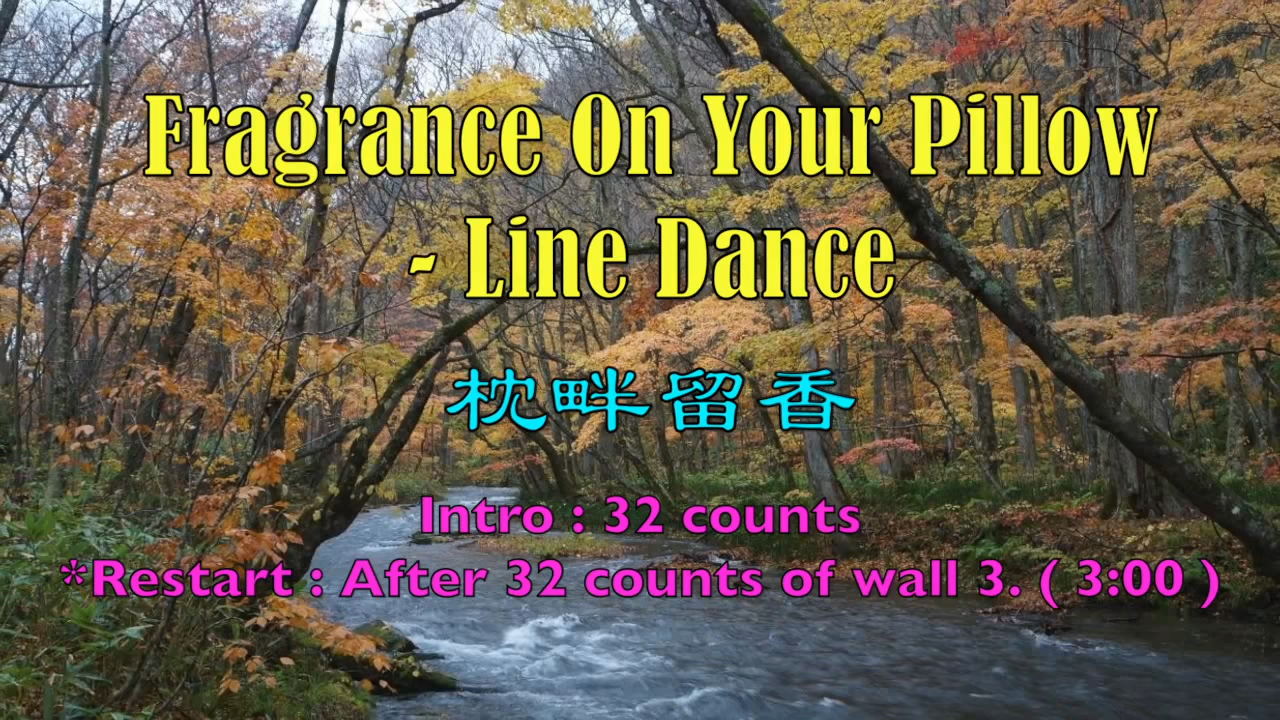 Fragrance On Your Pillow
- Line Dance
枕畔留香
Intro : 32 counts
*Restart : After 32 counts of wall 3. ( 3:00 )